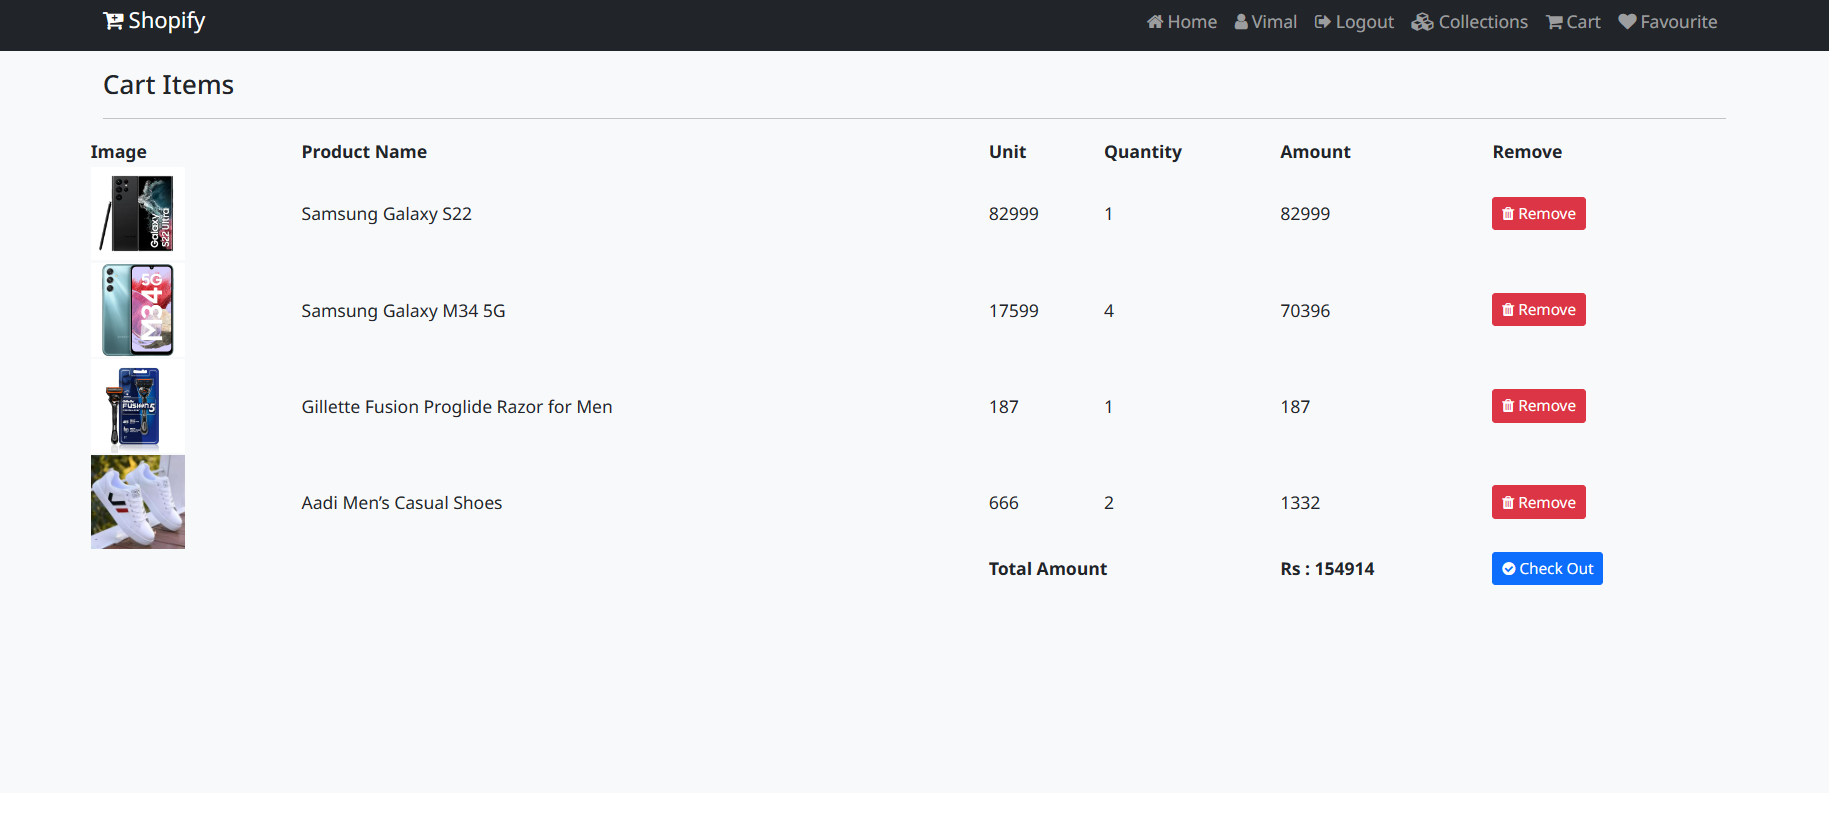 Shopify Home Vimal Logout Collections Cart Favourite
Cart Items
Image Product Name Unit Quantity Amount Remove
Galaxy
S22 Ultra
Samsung Galaxy S22 82999 1 82999 Remove
5G
M34
Samsung Galaxy M34 5G 17599 4 70396 Remove
FUSION5
Gillette Fusion Proglide Razor for Men 187 1 187 Remove
Aadi Men’s Casual Shoes 666 2 1332 Remove
Total Amount Rs : 154914 Check Out